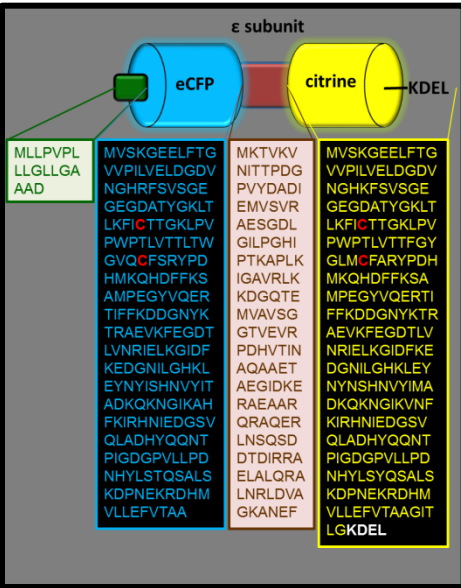 ε subunit
eCFP
citrine
KDEL
MLLPVPL
LLGLLGA
AAD
MVSKGEELFTG
VVPILVELDGDV
NGHRFSVSGE
GEGDATYGKLT
LKFICTTGKLPV
PWPTLVTTLTW
GVQCFSRYPD
HMKQHDFFKS
AMPEGYVQER
TIFFKDDGNYK
TRAEVKFEGDT
LVNRIELKGIDF
KEDGNILGHKL
EYNYISHNVYIT
ADKQKNGIKAH
FKIRHNIEDGSV
QLADHYQQNT
PIGDGPVLLPD
NHYLSTQSALS
KDPNEKRDHM
VLLEFVTAA
MKTVKV
NITTPDG
PVYDADI
EMVSVR
AESGDL
GILPGHI
PTKAPLK
IGAVRLK
KDGQTE
MVAVSG
GTVEVR
PDHVTIN
AQAAET
AEGIDKE
RAEAAR
QRAQER
LNSQSD
DTDIRRA
ELALQRA
LNRLDVA
GKANEF
MVSKGEELFTG
VVPILVELDGDV
NGHKFSVSGE
GEGDATYGKLT
LKFICTTGKLPV
PWPTLVTTFGY
GLMCFARYPDH
MKQHDFFKSA
MPEGYVQERTI
FFKDDGNYKTR
AEVKFEGDTLV
NRIELKGIDFKE
DGNILGHKLEY
NYNSHNVYIMA
DKQKNGIKVNF
KIRHNIEDGSV
QLADHYQQNT
PIGDGPVLLPD
NHYLSYQSALS
KDPNEKRDHM
VLLEFVTAAGIT
LGKDEL